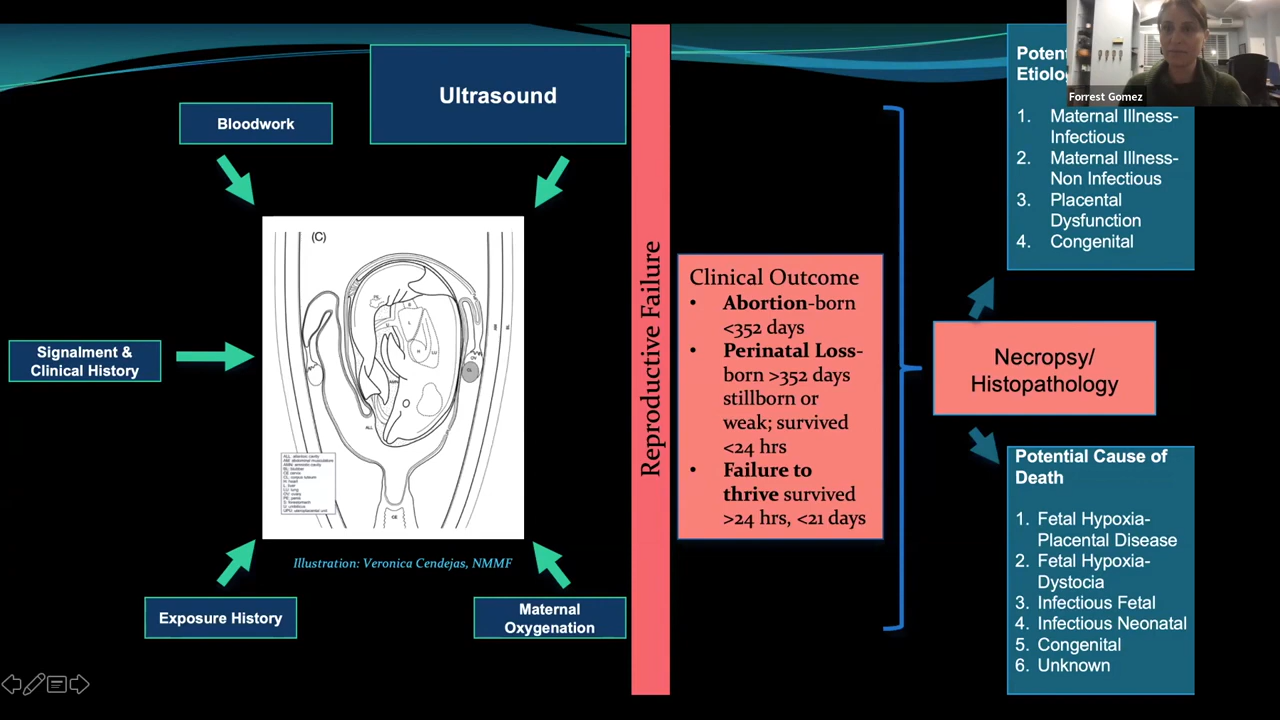 Ultrasound
Bloodwork
Signalment &
Clinical History
(C)
CE
Illustration: Veronica Cendejas, NMMF
Exposure History
Maternal
Oxygenation
Reproductive Failure
Clinical Outcome
• Abortion-born
<352 days
• Perinatal Loss-
born >352 days
stillborn or
weak; survived
<24 hrs
• Failure to
thrive survived
>24 hrs, <21 days
Necropsy/
Histopathology
Forrest Gomez
1. Maternal Illness-
Infectious
2. Maternal Illness-
Non Infectious
3. Placental
Dysfunction
4. Congenital
Potential Cause of
Death
1. Fetal Hypoxia-
Placental Disease
2. Fetal Hypoxia-
Dystocia
3. Infectious Fetal
4. Infectious Neonatal
5. Congenital
6. Unknown